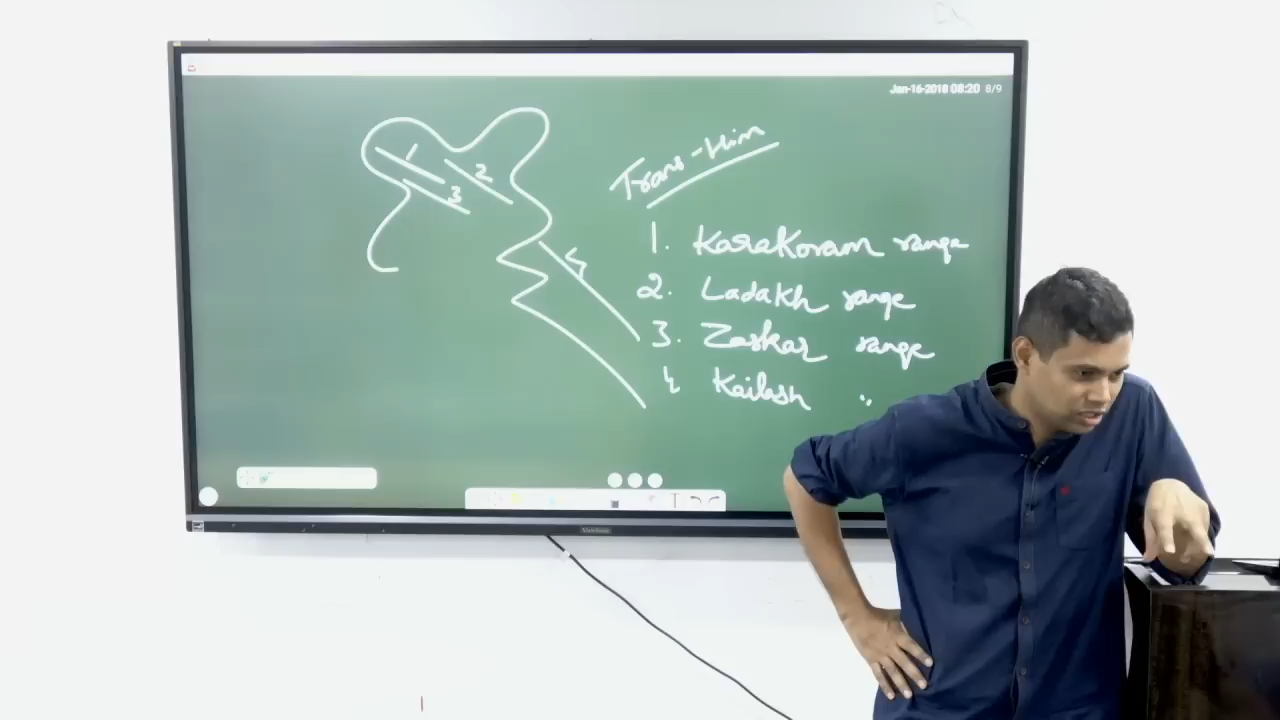 Jan-16-2018 08:20 8/9
Trans-Him
1. Karakoram range
2. Ladakh range
3. Zaskar range
4 Kailash "
1
2
3
4
T
ViewSonic